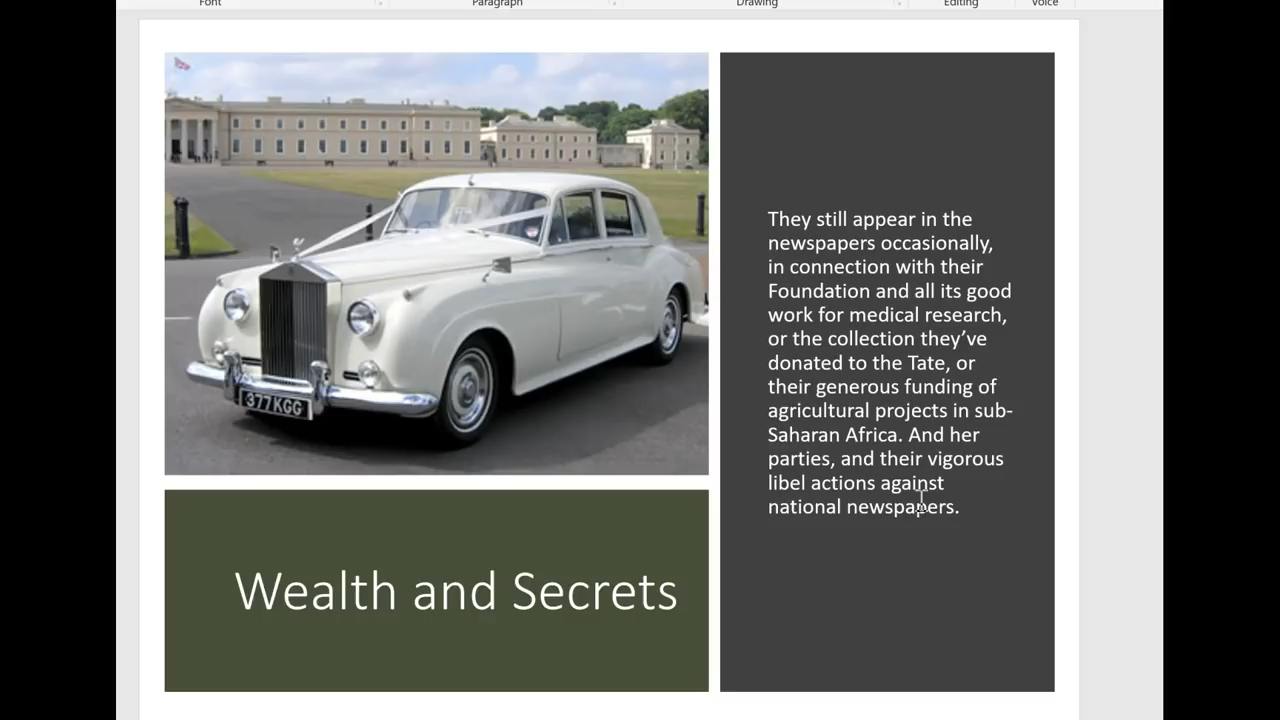 Font Paragraph Drawing Editing Voice
377KGG
They still appear in the
newspapers occasionally,
in connection with their
Foundation and all its good
work for medical research,
or the collection they’ve
donated to the Tate, or
their generous funding of
agricultural projects in sub-
Saharan Africa. And her
parties, and their vigorous
libel actions against
national newspapers.
Wealth and Secrets